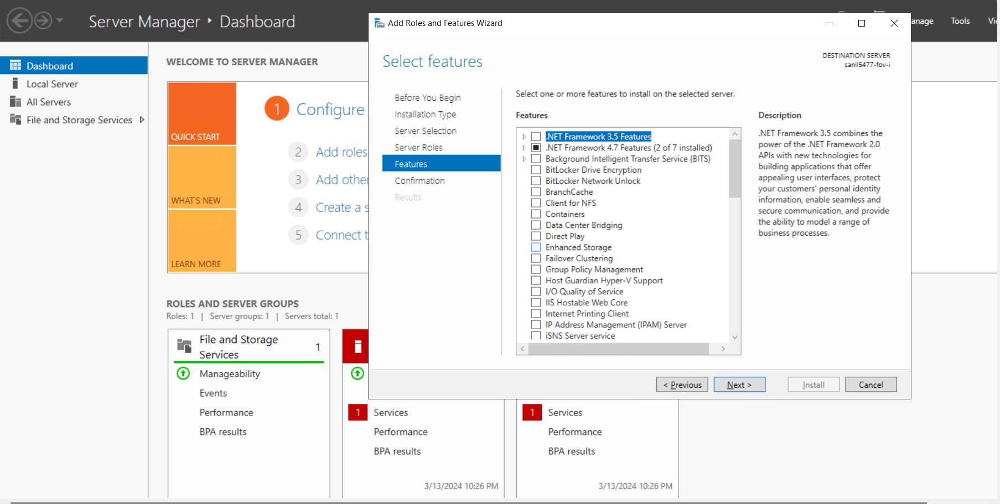 Server Manager ‣ Dashboard
Tools
Dashboard
Local Server
All Servers
File and Storage Services
WELCOME TO SERVER MANAGER
QUICK START
WHAT'S NEW
LEARN MORE
1 Configure
2 Add roles
3 Add other
4 Create a s
5 Connect t
ROLES AND SERVER GROUPS
Roles: 1 | Server groups: 1 | Servers total: 1
File and Storage
Services
1
Manageability
Events
Performance
BPA results
1 Services
Performance
BPA results
3/13/2024 10:26 PM
1 Services
Performance
BPA results
3/13/2024 10:26 PM
Add Roles and Features Wizard
Select features
DESTINATION SERVER
sanil5477-fov-i
Before You Begin
Installation Type
Server Selection
Server Roles
Features
Confirmation
Results
Select one or more features to install on the selected server.
Features
.NET Framework 3.5 Features
.NET Framework 4.7 Features (2 of 7 installed)
Background Intelligent Transfer Service (BITS)
BitLocker Drive Encryption
BitLocker Network Unlock
BranchCache
Client for NFS
Containers
Data Center Bridging
Direct Play
Enhanced Storage
Failover Clustering
Group Policy Management
Host Guardian Hyper-V Support
I/O Quality of Service
IIS Hostable Web Core
Internet Printing Client
IP Address Management (IPAM) Server
iSNS Server service
Description
.NET Framework 3.5 combines the
power of the .NET Framework 2.0
APIs with new technologies for
building applications that offer
appealing user interfaces, protect
your customers' personal identity
information, enable seamless and
secure communication, and provide
the ability to model a range of
business processes.
< Previous
Next >
Install
Cancel